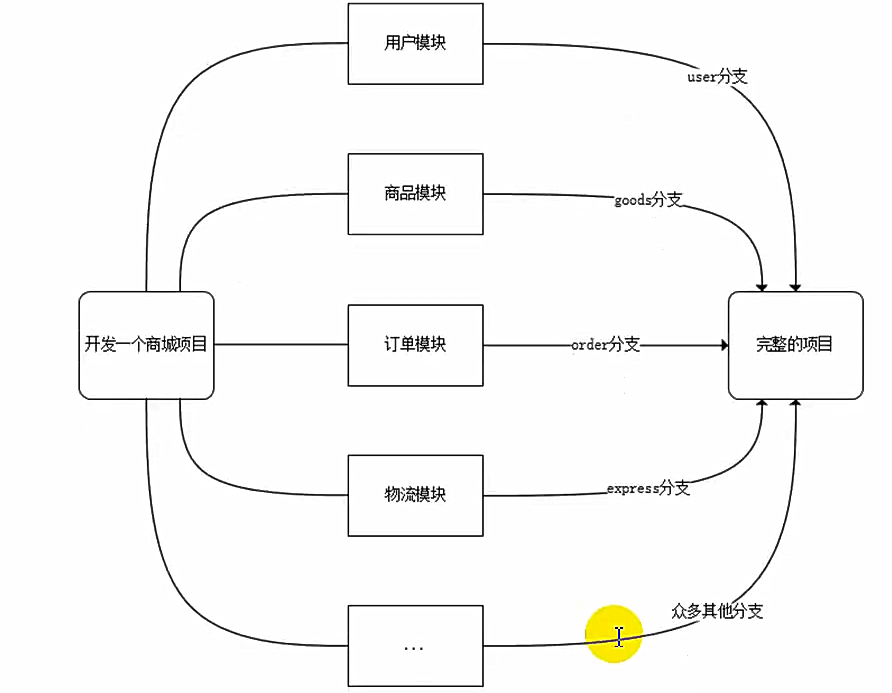 用户模块
user分支
商品模块
goods分支
开发一个商城项目
订单模块
order分支
完整的项目
物流模块
express分支
众多其他分支
...